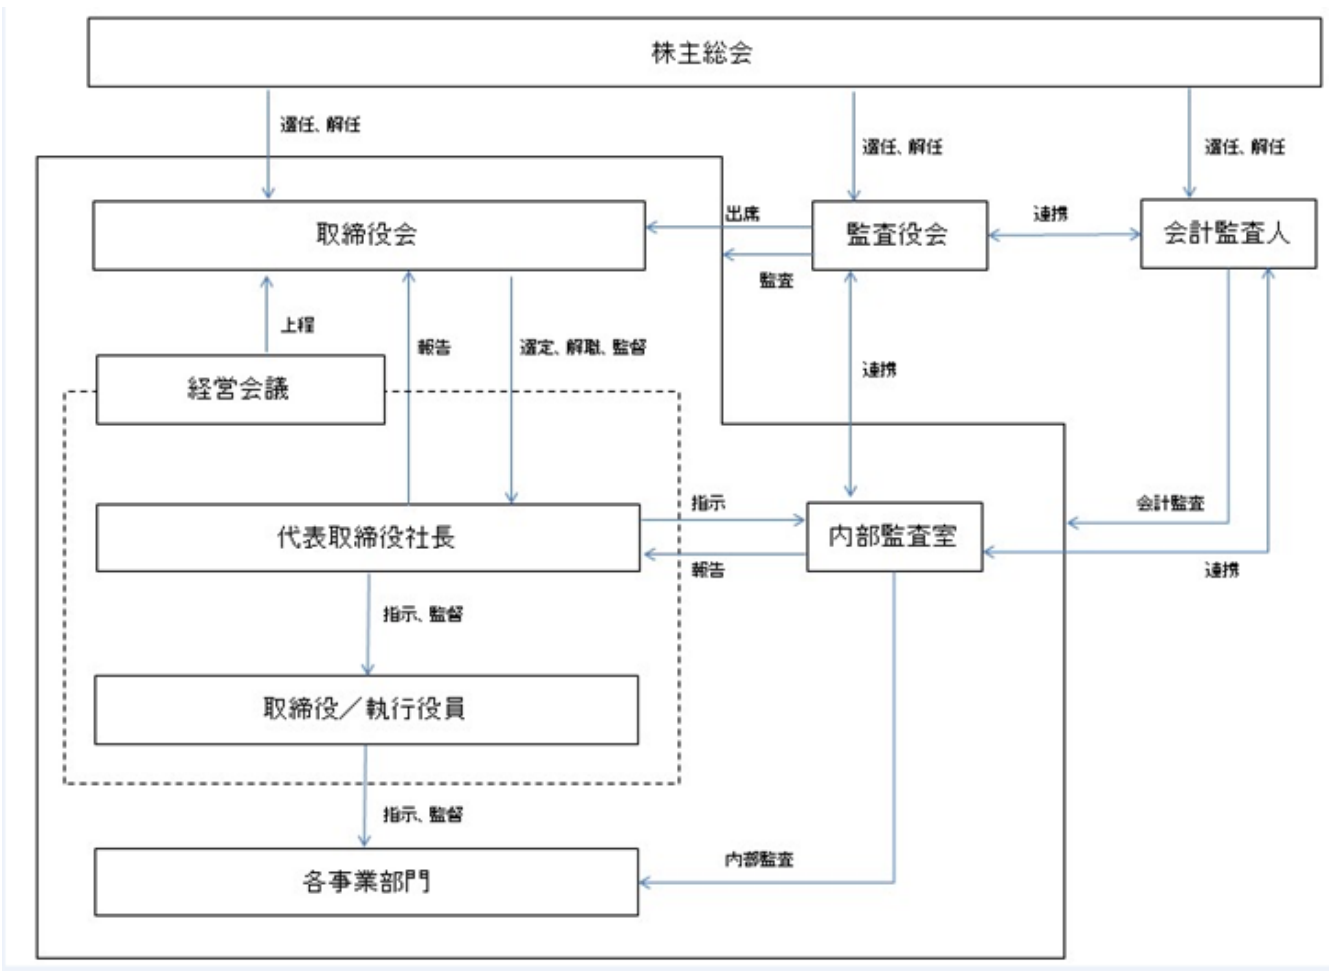 株主総会
選任、解任
選任、解任
選任、解任
取締役会
出席
監査役会
連携
会計監査人
監査
上程
報告
選定、解職、監督
連携
経営会議
代表取締役社長
指示
報告
内部監査室
会計監査
連携
指示、監督
取締役／執行役員
指示、監督
内部監査
各事業部門